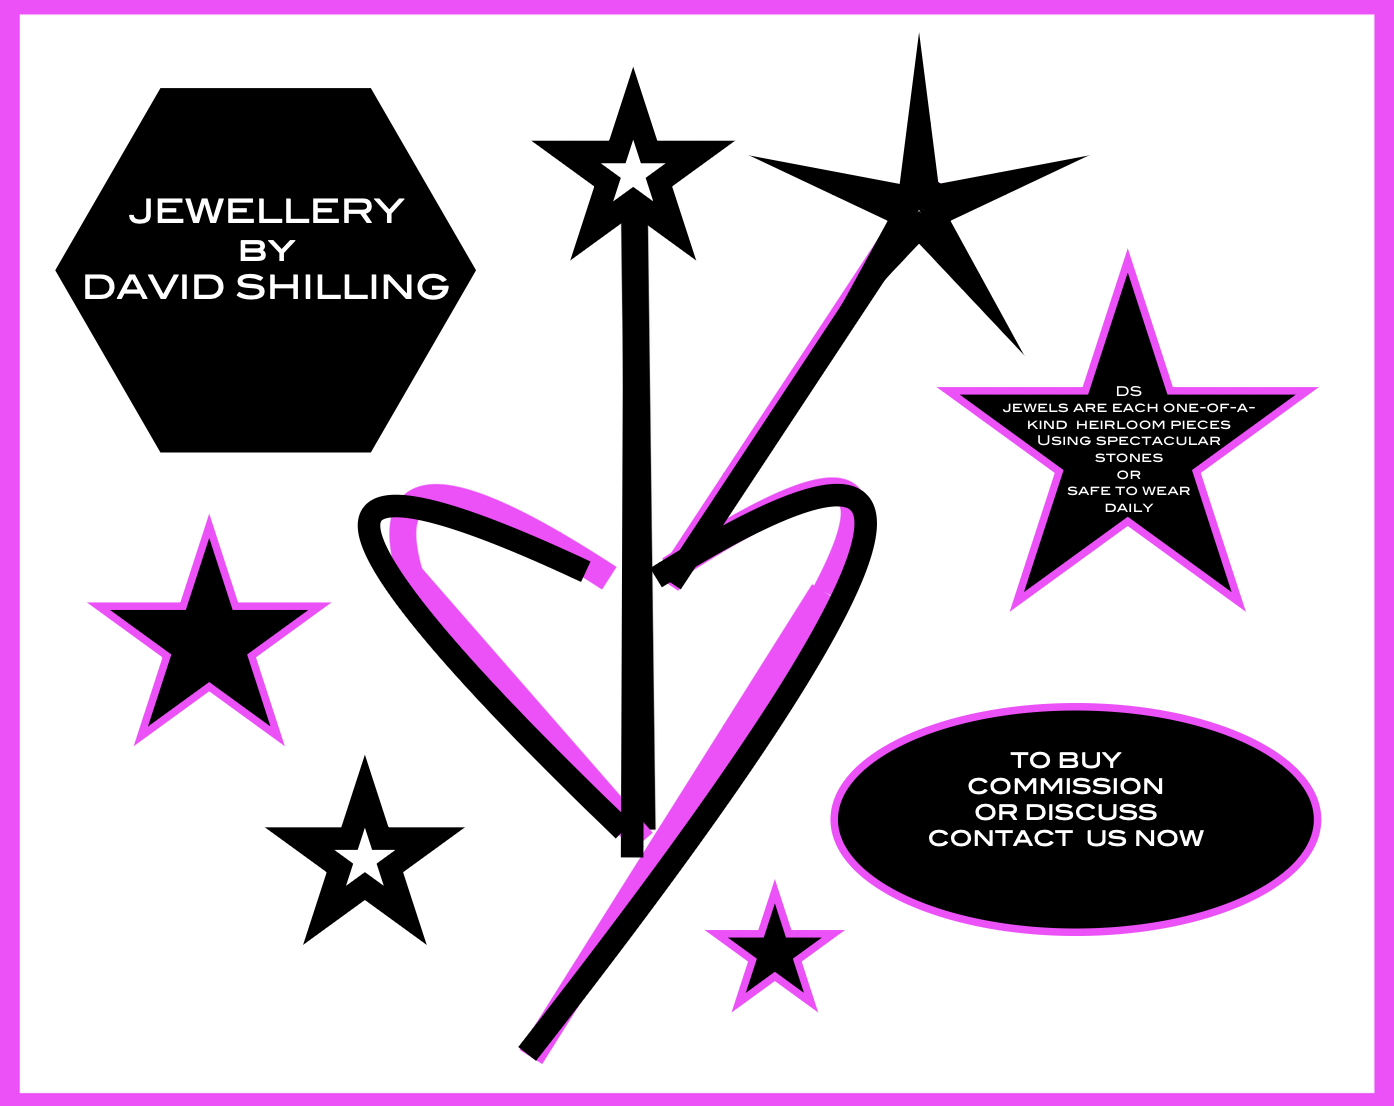 JEWELLERY
BY
DAVID SHILLING
DS
JEWELS ARE EACH ONE-OF-A-
KIND  HEIRLOOM PIECES
USING SPECTACULAR
STONES
OR
SAFE TO WEAR
DAILY
TO BUY
COMMISSION
OR DISCUSS
CONTACT  US NOW